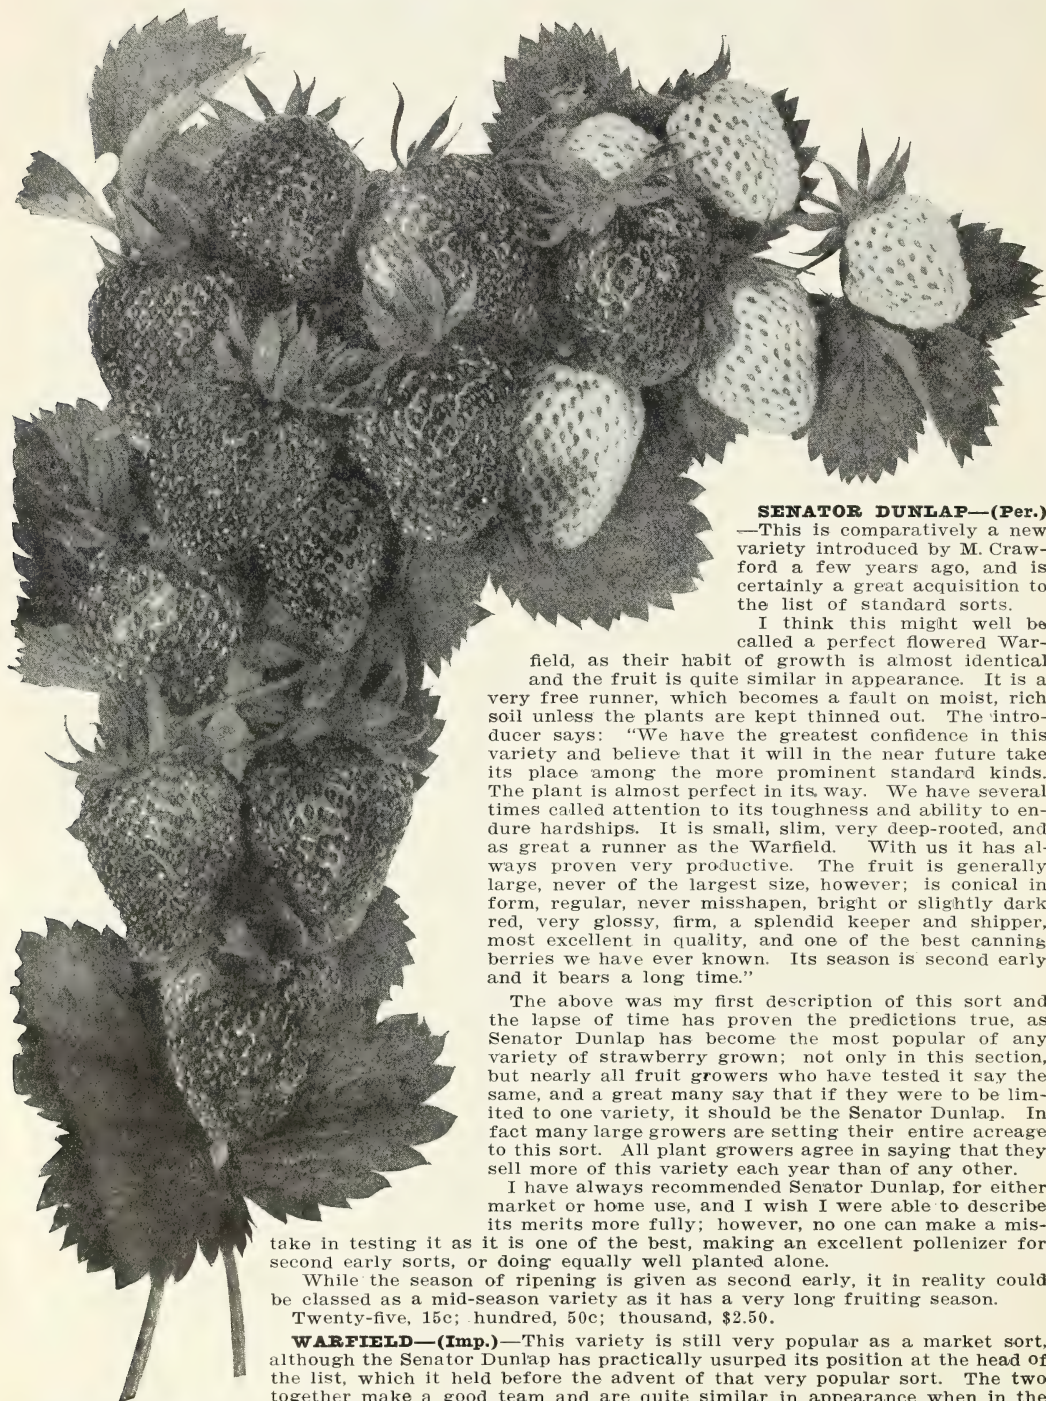 SENATOR DUNLAP—(Per.)
—This is comparatively a new
variety introduced by M. Craw-
ford a few years ago, and is
certainly a great acquisition to
the list of standard sorts.
I think this might well be
called a perfect flowered War-
field, as their habit of growth is almost identical
and the fruit is quite similar in appearance. It is a
very free runner, which becomes a fault on moist, rich
soil unless the plants are kept thinned out. The intro-
ducer says: "We have the greatest confidence in this
variety and believe that it will in the near future take
its place among the more prominent standard kinds.
The plant is almost perfect in its way. We have several
times called attention to its toughness and ability to en-
dure hardships. It is small, slim, very deep-rooted, and
as great a runner as the Warfield. With us it has al-
ways proven very productive. The fruit is generally
large, never of the largest size, however; is conical in
form, regular, never misshapen, bright or slightly dark
red, very glossy, firm, a splendid keeper and shipper,
most excellent in quality, and one of the best canning
berries we have ever known. Its season is second early
and it bears a long time."
The above was my first description of this sort and
the lapse of time has proven the predictions true, as
Senator Dunlap has become the most popular of any
variety of strawberry grown; not only in this section,
but nearly all fruit growers who have tested it say the
same, and a great many say that if they were to be lim-
ited to one variety, it should be the Senator Dunlap. In
fact many large growers are setting their entire acreage
to this sort. All plant growers agree in saying that they
sell more of this variety each year than of any other.
I have always recommended Senator Dunlap, for either
market or home use, and I wish I were able to describe
its merits more fully; however, no one can make a mis-
take in testing it as it is one of the best, making an excellent pollenizer for
second early sorts, or doing equally well planted alone.
While the season of ripening is given as second early, it in reality could
be classed as a mid-season variety as it has a very long fruiting season.
Twenty-five, 15c; hundred, 50c; thousand, $2.50.
WARFIELD—(Imp.)—This variety is still very popular as a market sort,
although the Senator Dunlap has practically usurped its position at the head of
the list, which it held before the advent of that very popular sort. The two
together make a good team and are quite similar in appearance when in the